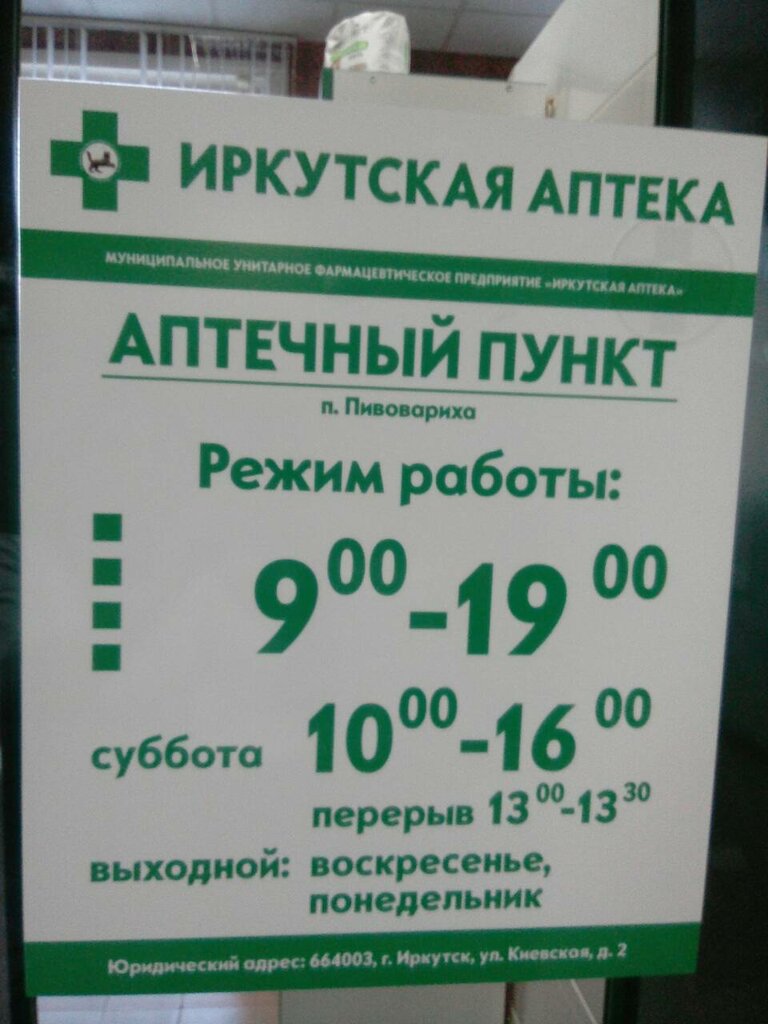 ИРКУТСКАЯ АПТЕКА
МУНИЦИПАЛЬНОЕ УНИТАРНОЕ ФАРМАЦЕВТИЧЕСКОЕ ПРЕДПРИЯТИЕ «ИРКУТСКАЯ АПТЕКА»
АПТЕЧНЫЙ ПУНКТ
п. Пивовариха
Режим работы:
9⁰⁰-19⁰⁰
суббота 10⁰⁰-16⁰⁰
перерыв 13⁰⁰-13³⁰
выходной: воскресенье,
понедельник
Юридический адрес: 664003, г. Иркутск, ул. Киевская, д. 2